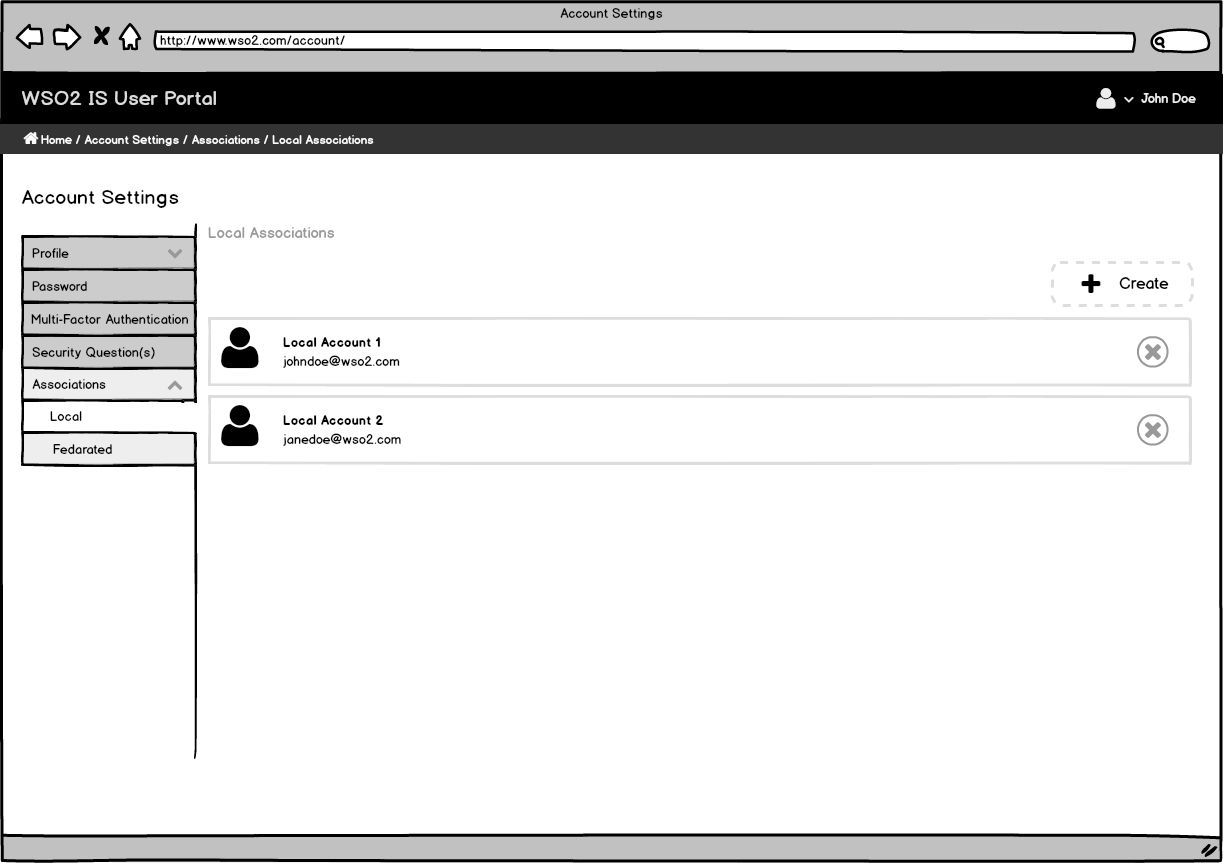 Account Settings
http://www.wso2.com/account/
WSO2 IS User Portal
John Doe
Home / Account Settings / Associations / Local Associations
Account Settings
Local Associations
Profile
Password
Multi-Factor Authentication
Security Question(s)
Associations
Local
Fedarated
Create
Local Account 1
johndoe@wso2.com
Local Account 2
janedoe@wso2.com